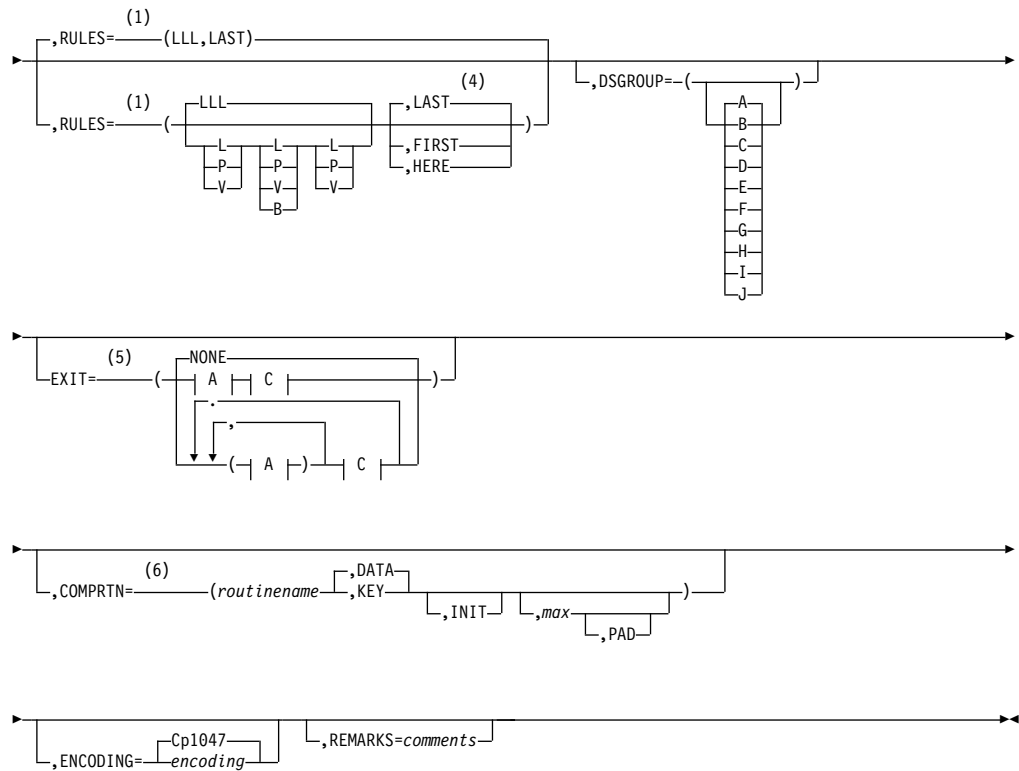 (1)
,RULES= (LLL,LAST)
(1) LLL (4) ,LAST
,RULES= ( )
,FIRST
,HERE
L L L
P P P
V V V
B
,DSGROUP= ( )
A
B
C
D
E
F
G
H
I
J
(5) NONE
EXIT= ( A C )
.
,
( A ) C
(6) ,DATA
,COMPRTN= (routinename ,KEY )
,INIT ,max
,PAD
Cp1047
,ENCODING= encoding
,REMARKS=comments